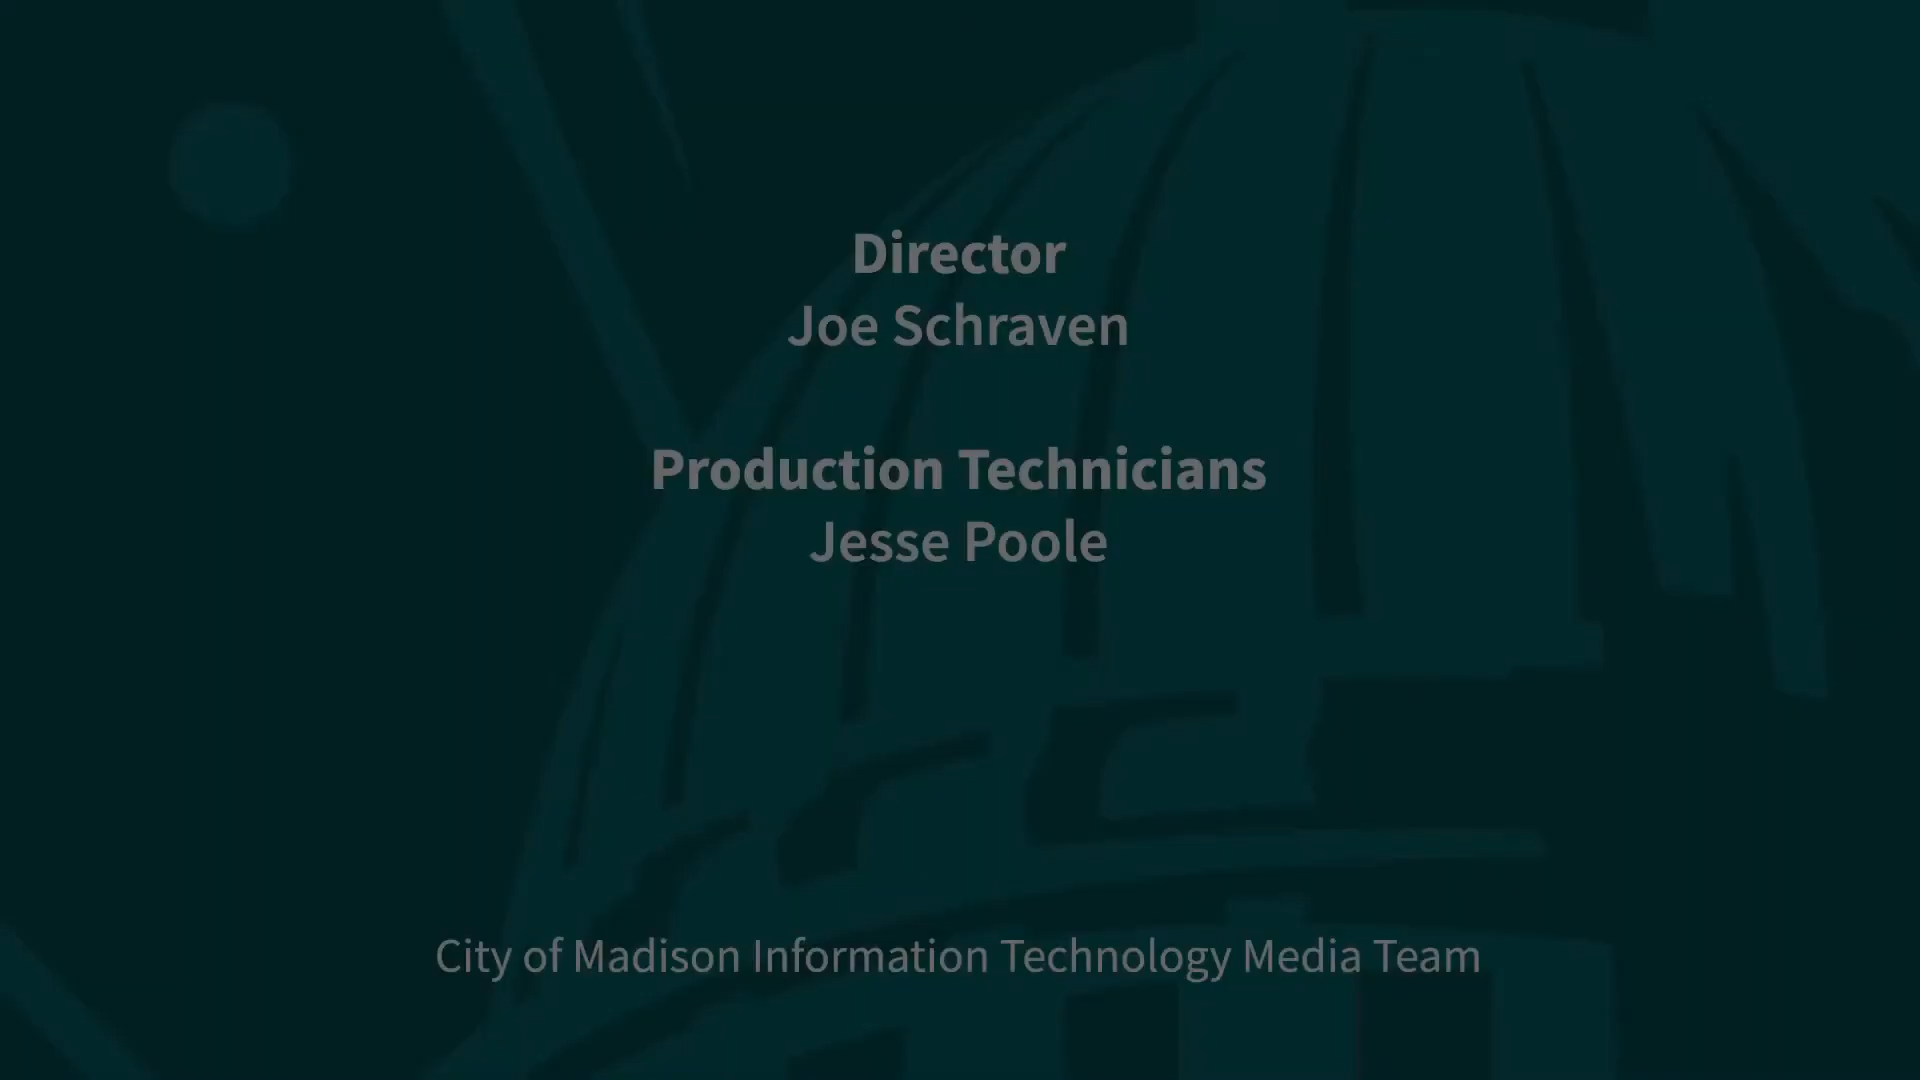 Director
Joe Schraven
Production Technicians
Jesse Poole
City of Madison Information Technology Media Team